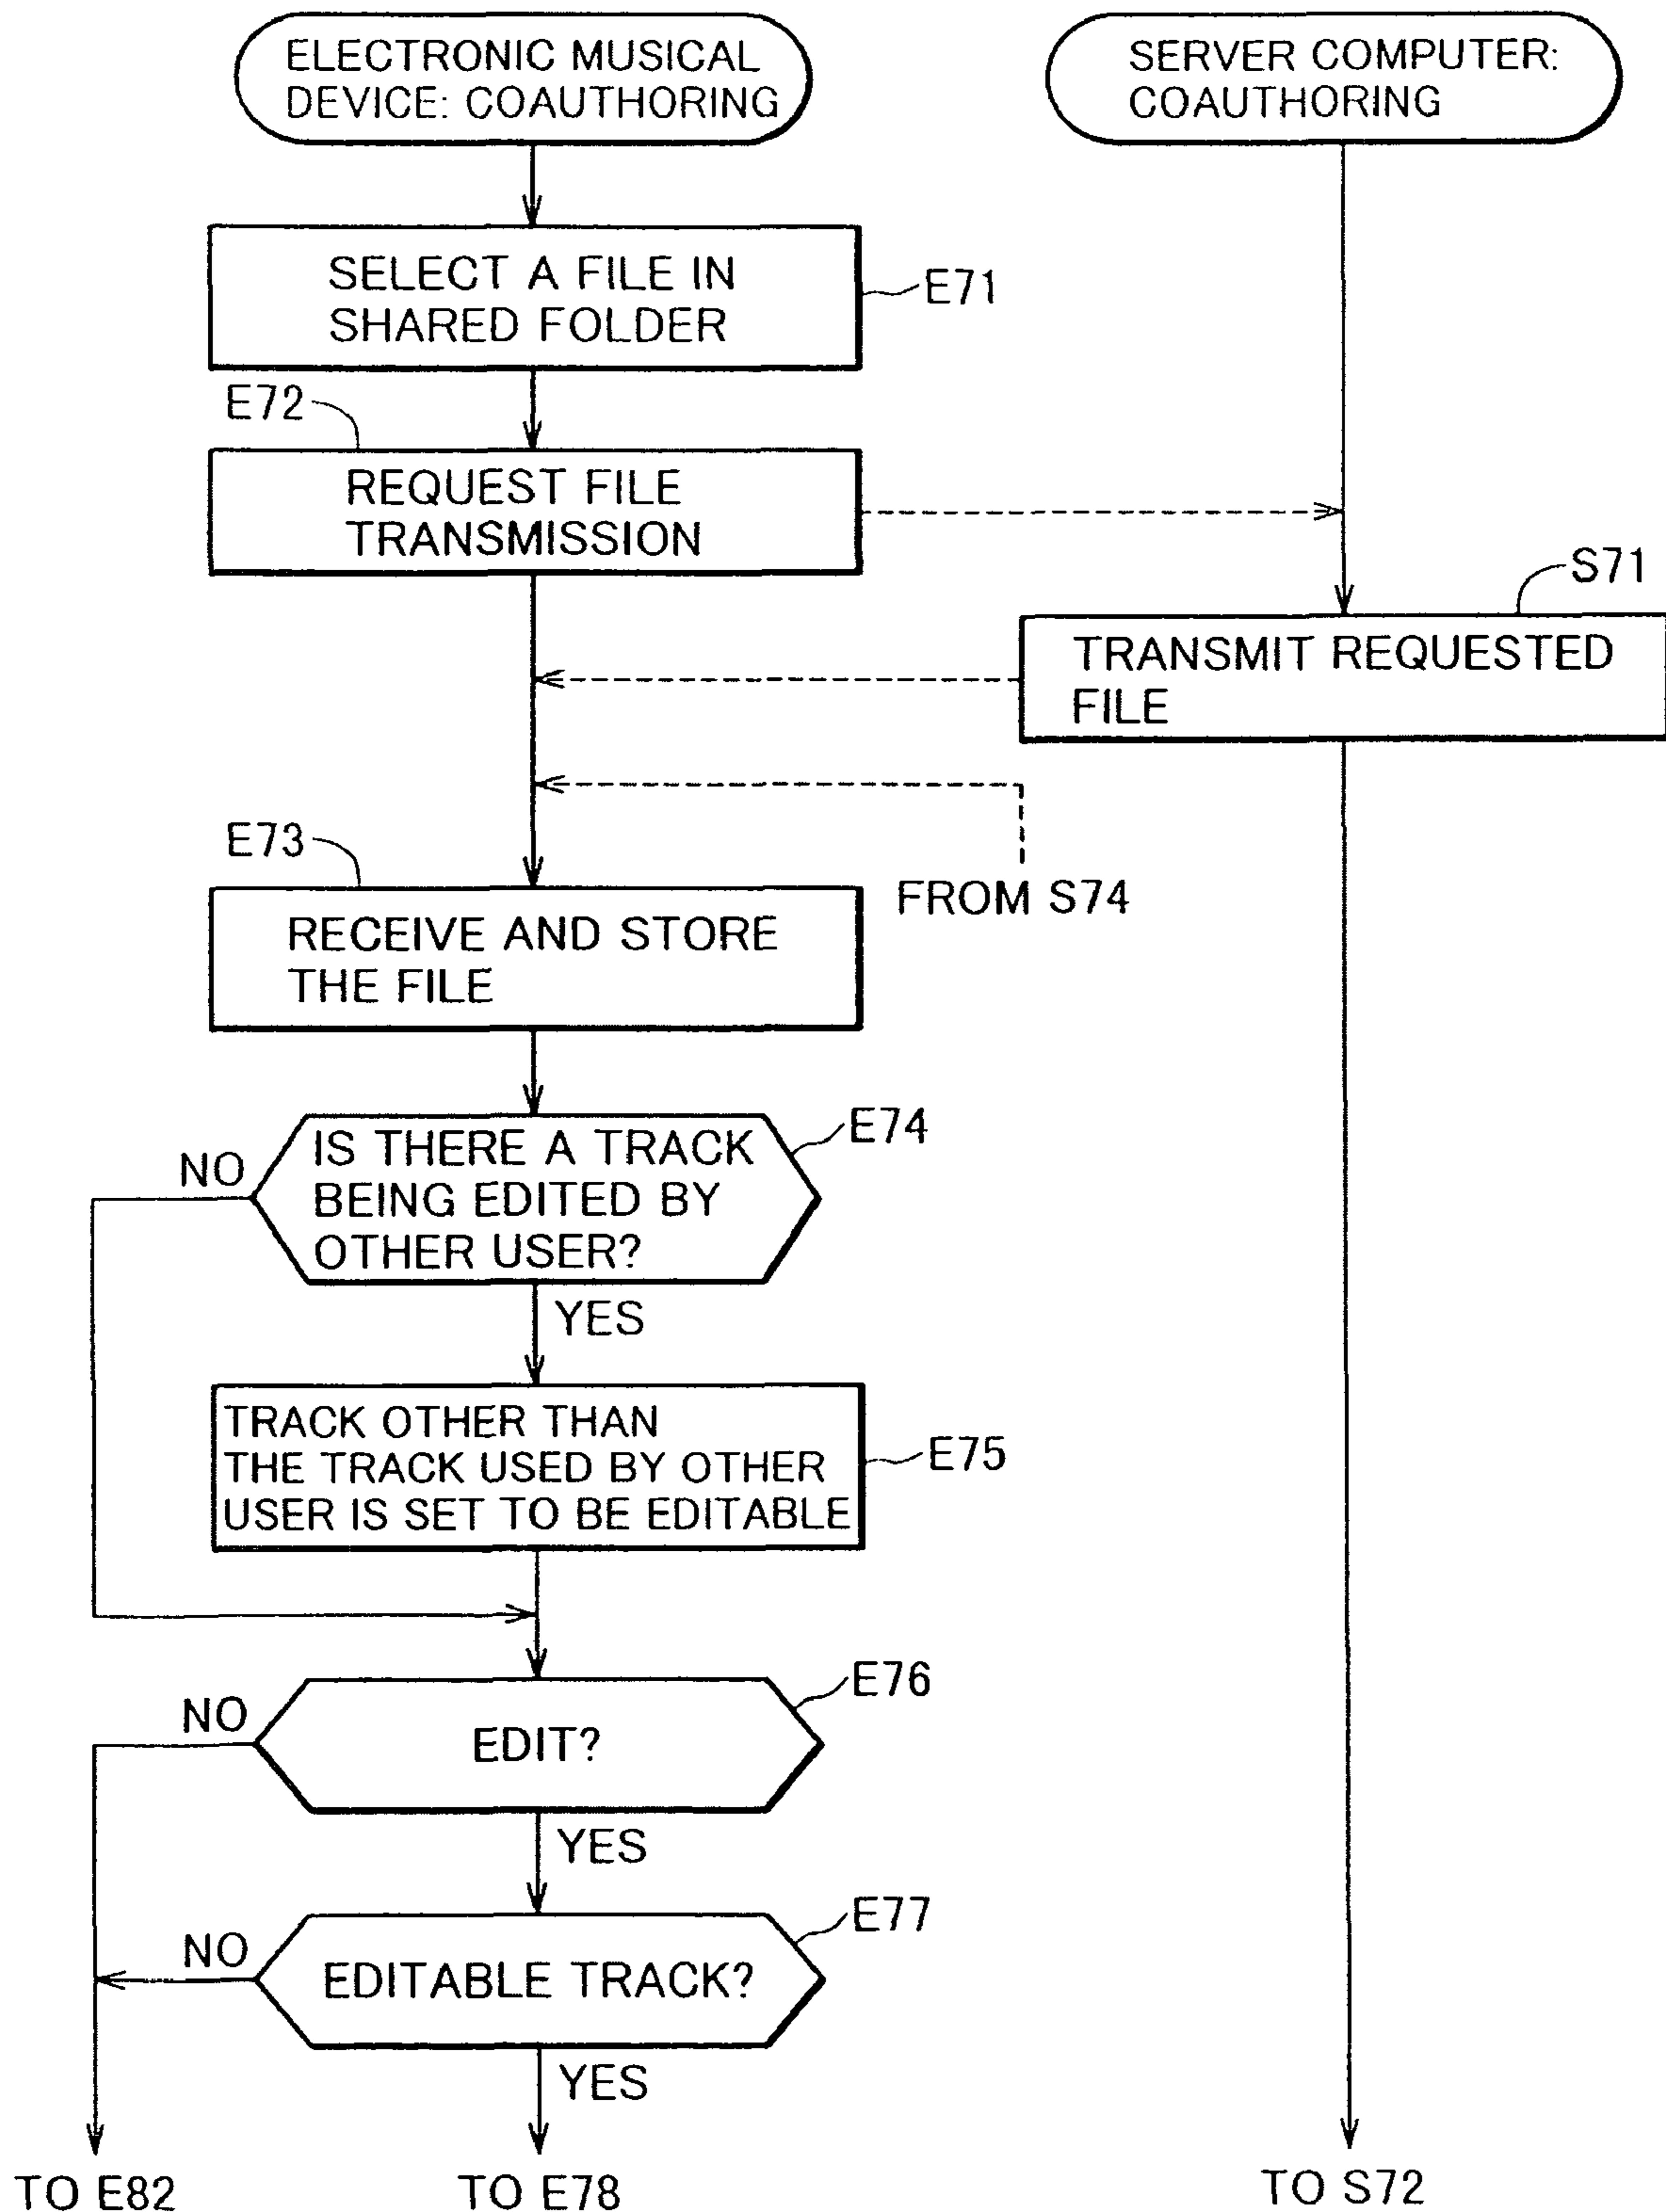 ELECTRONIC MUSICAL
DEVICE: COAUTHORING
SERVER COMPUTER:
COAUTHORING
SELECT A FILE IN
SHARED FOLDER
E71
E72
REQUEST FILE
TRANSMISSION
S71
TRANSMIT REQUESTED
FILE
E73
FROM S74
RECEIVE AND STORE
THE FILE
E74
NO
IS THERE A TRACK
BEING EDITED BY
OTHER USER?
YES
TRACK OTHER THAN
THE TRACK USED BY OTHER
USER IS SET TO BE EDITABLE
E75
E76
NO
EDIT?
YES
E77
NO
EDITABLE TRACK?
YES
TO E82
TO E78
TO S72